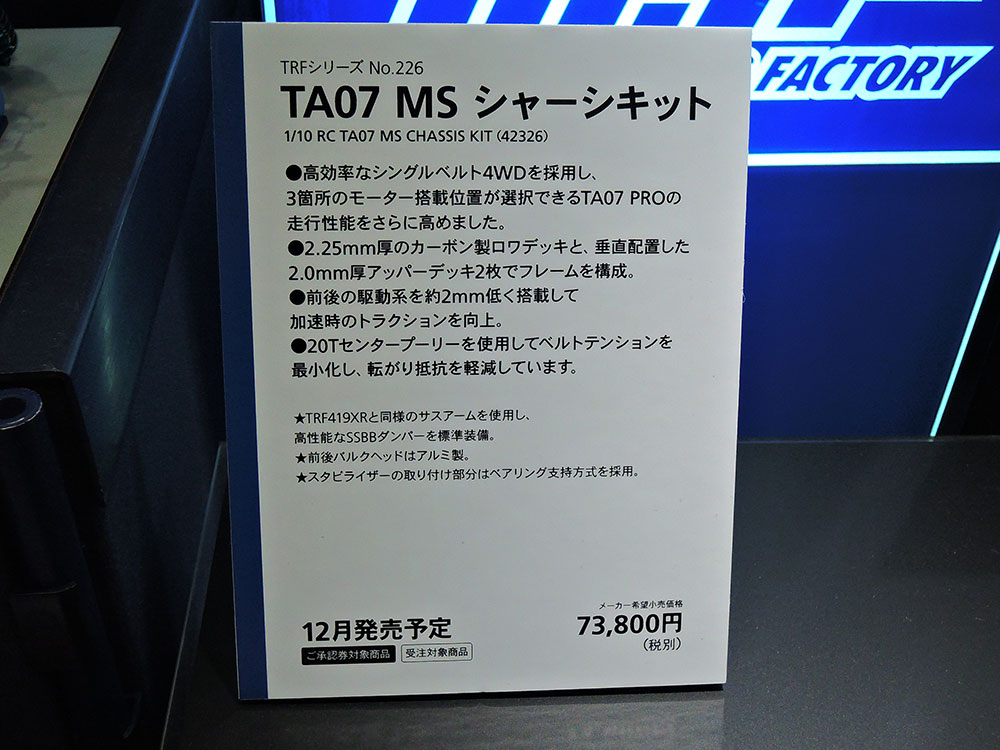 FACTORY
TRFシリーズ No.226
TA07 MS シャーシキット
1/10 RC TA07 MS CHASSIS KIT (42326)
●高効率なシングルベルト4WDを採用し、
3箇所のモーター搭載位置が選択できるTA07 PROの
走行性能をさらに高めました。
●2.25mm厚のカーボン製ロワデッキと、垂直配置した
2.0mm厚アッパーデッキ2枚でフレームを構成。
●前後の駆動系を約2mm低く搭載して
加速時のトラクションを向上。
●20Tセンタープーリーを使用してベルトテンションを
最小化し、転がり抵抗を軽減しています。
★TRF419XRと同様のサスアームを使用し、
高性能なSSBBダンパーを標準装備。
★前後バルクヘッドはアルミ製。
★スタビライザーの取り付け部分はベアリング支持方式を採用。
メーカー希望小売価格
12月発売予定 73,800円
ご承認券対象商品 受注対象商品 (税別)